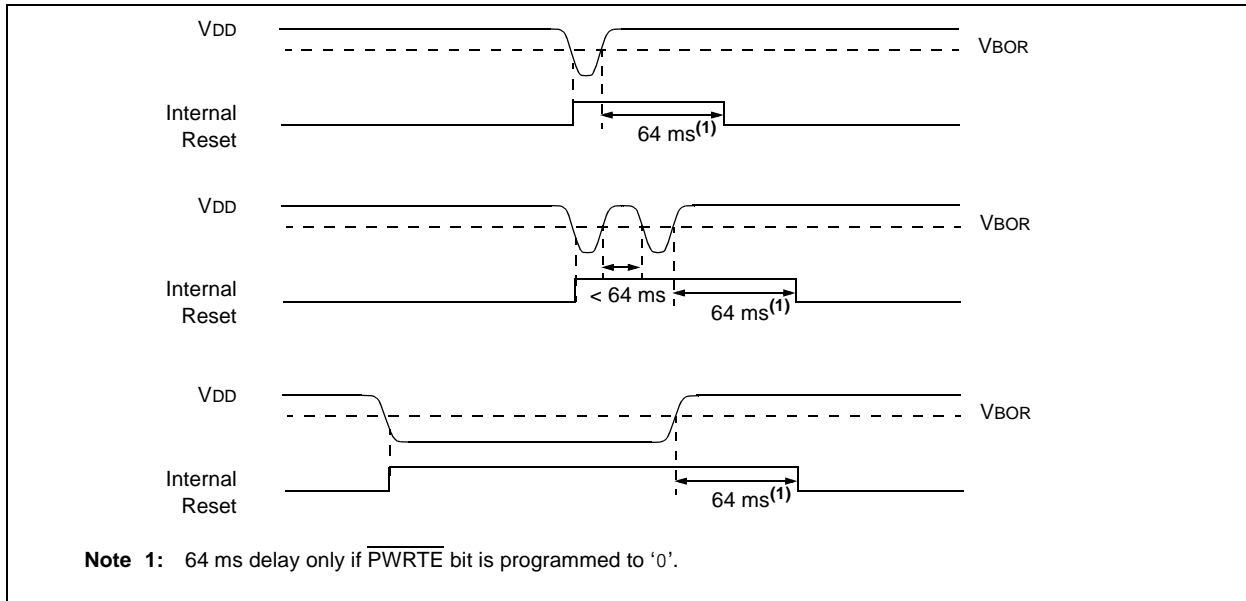 VDD
VBOR
Internal
Reset
64 ms(1)
VDD
VBOR
Internal
Reset
< 64 ms
64 ms(1)
VDD
VBOR
Internal
Reset
64 ms(1)
Note 1: 64 ms delay only if PWRTE bit is programmed to ‘0’.